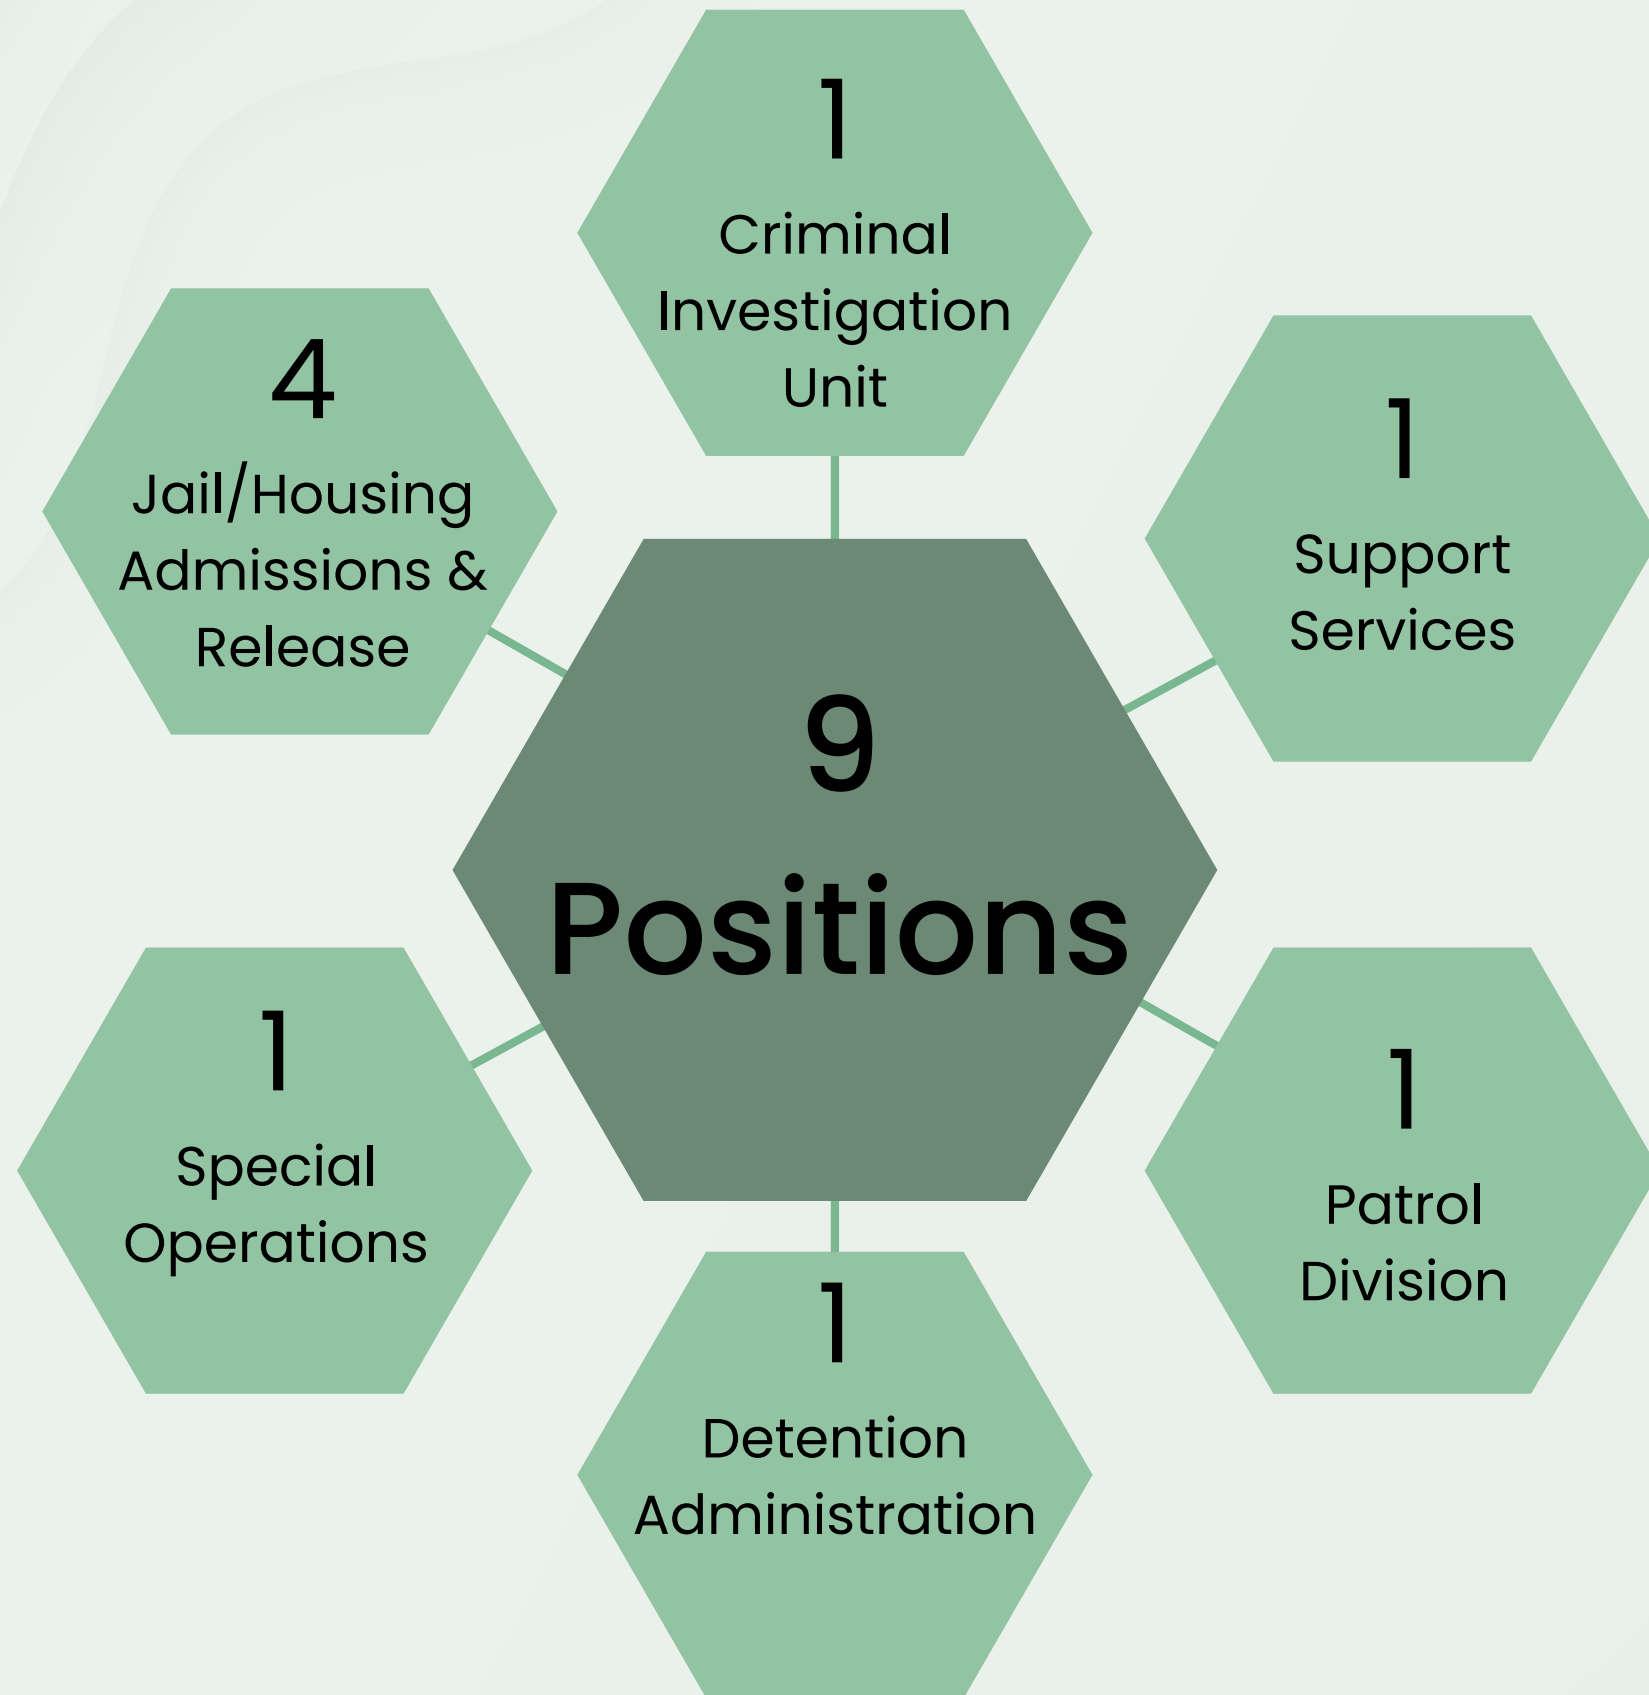 1
Criminal
Investigation
Unit
4
Jail/Housing
Admissions &
Release
1
Support
Services
9
Positions
1
Special
Operations
1
Patrol
Division
1
Detention
Administration